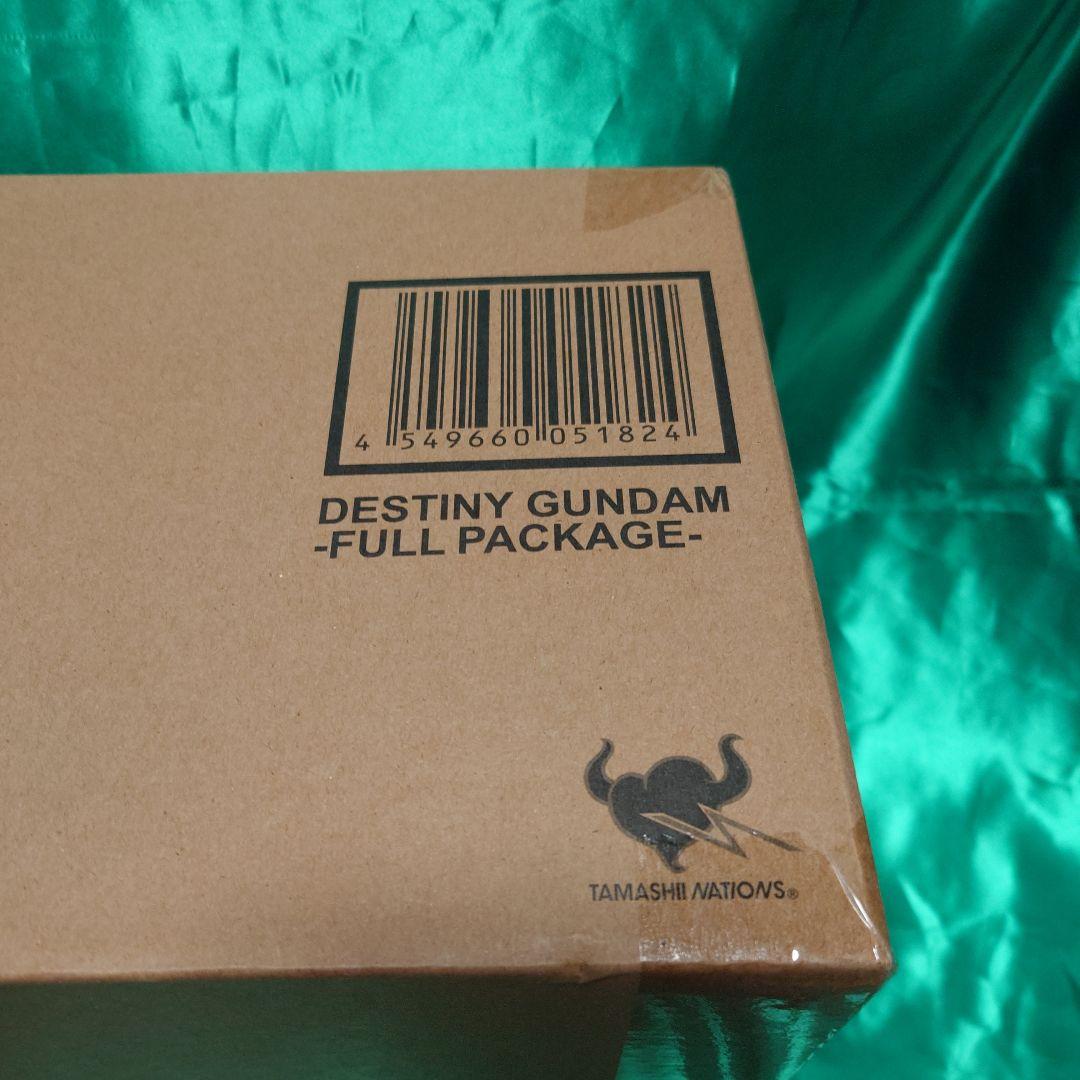 4 549660 051824
DESTINY GUNDAM
-FULL PACKAGE-
TAMASHII NATIONS®